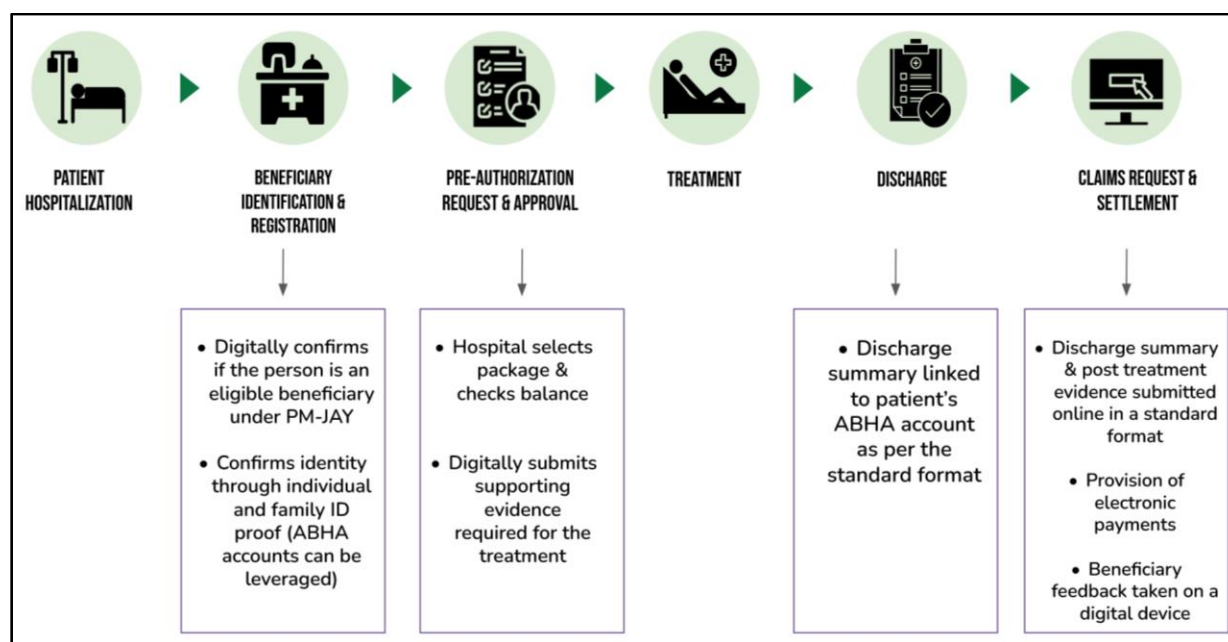 PATIENT
HOSPITALIZATION
BENEFICIARY
IDENTIFICATION &
REGISTRATION
PRE-AUTHORIZATION
REQUEST & APPROVAL
TREATMENT
DISCHARGE
CLAIMS REQUEST &
SETTLEMENT
• Digitally confirms
if the person is an
eligible beneficiary
under PM-JAY
• Confirms identity
through individual
and family ID
proof (ABHA
accounts can be
leveraged)
• Hospital selects
package &
checks balance
• Digitally submits
supporting
evidence
required for the
treatment
• Discharge
summary linked
to patient's
ABHA account
as per the
standard format
• Discharge summary
& post treatment
evidence submitted
online in a standard
format
• Provision of
electronic
payments
• Beneficiary
feedback taken on a
digital device